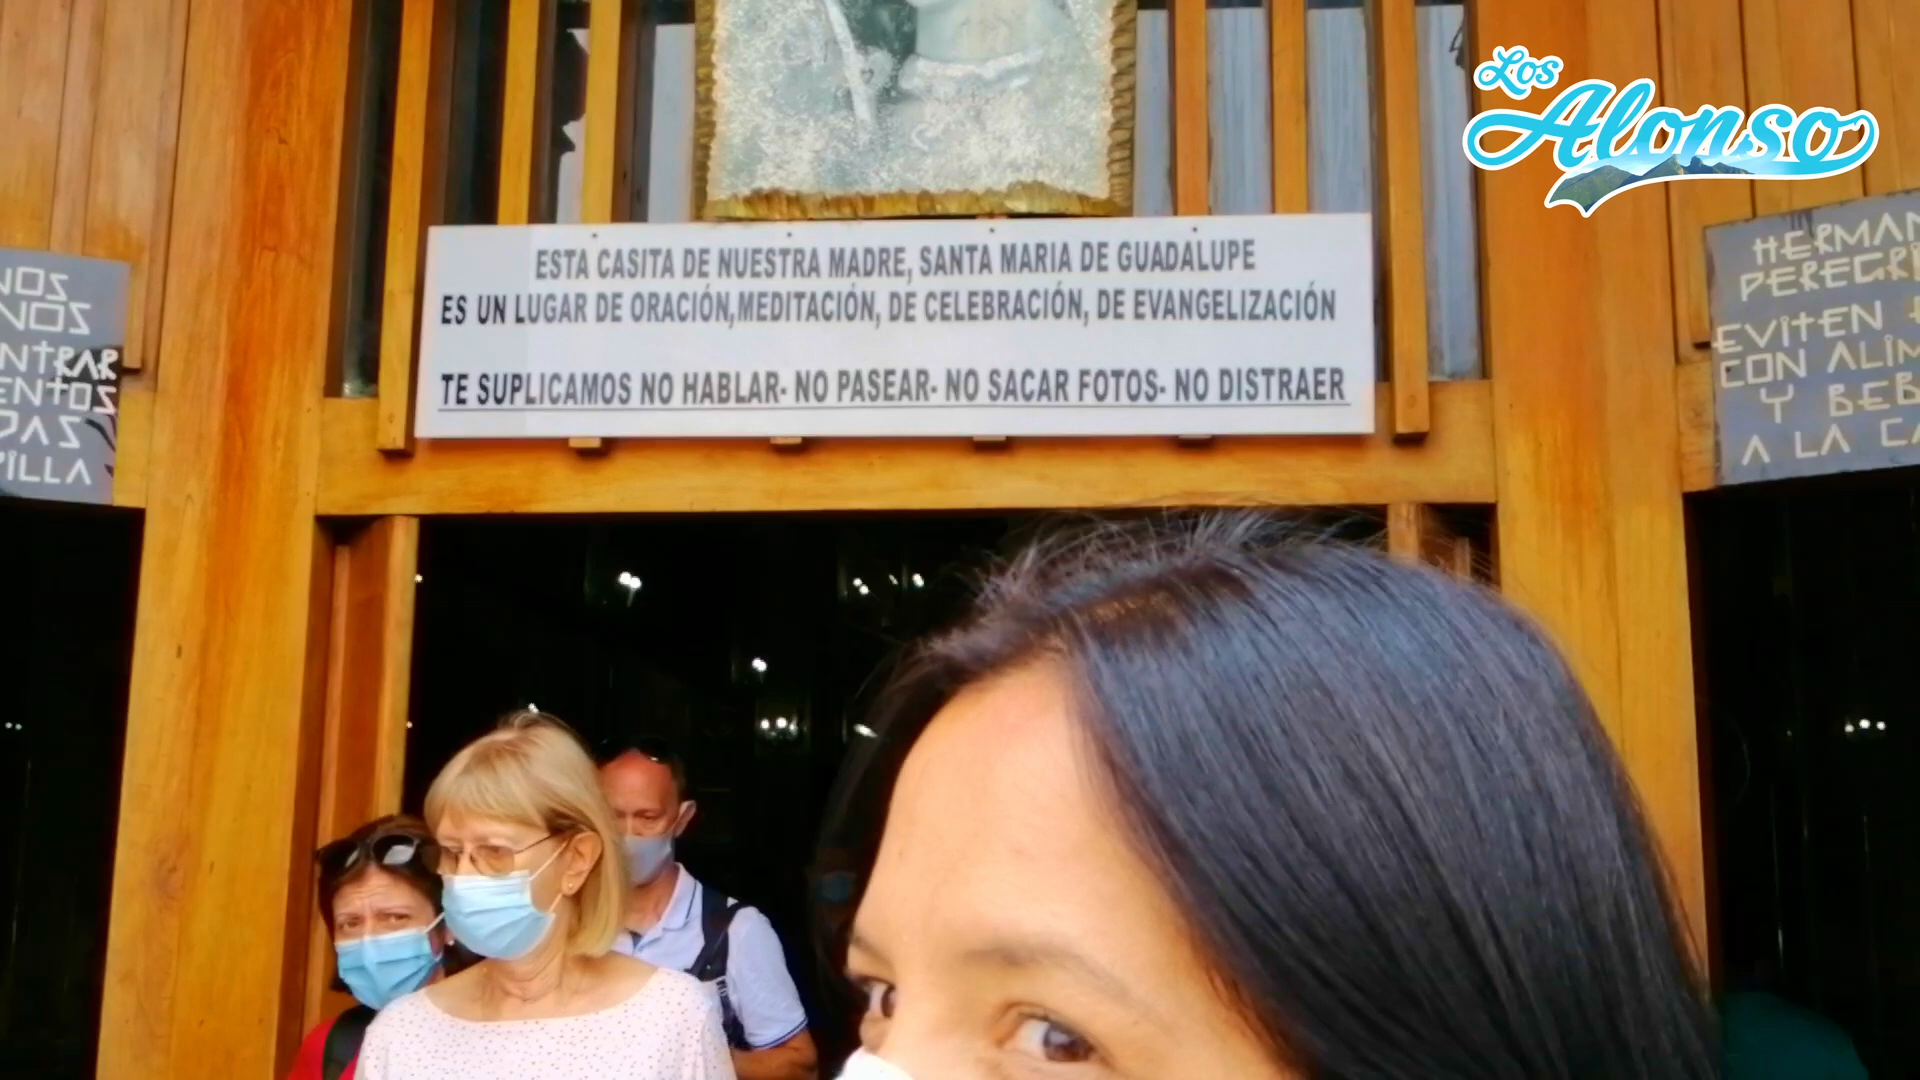 Los
Alonso
ESTA CASITA DE NUESTRA MADRE, SANTA MARIA DE GUADALUPE
ES UN LUGAR DE ORACIÓN,MEDITACIÓN, DE CELEBRACIÓN, DE EVANGELIZACIÓN
TE SUPLICAMOS NO HABLAR- NO PASEAR- NO SACAR FOTOS- NO DISTRAER
NOS
NOS
NTRAR
ENTOS
DAS
PILLA
HERMAN
PEREGRI
EVITEN
CON ALIM
Y BEB
A LA CA